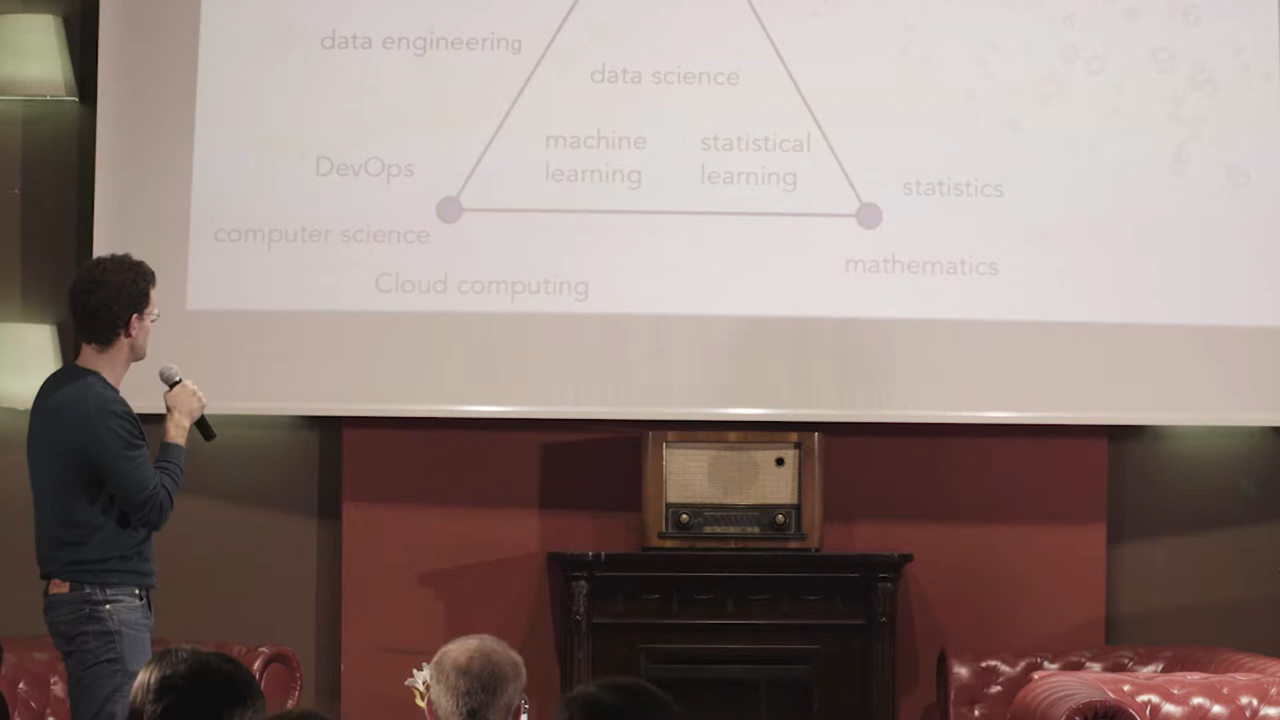 data engineering
data science
machine
learning
statistical
learning
DevOps
statistics
computer science
mathematics
Cloud computing